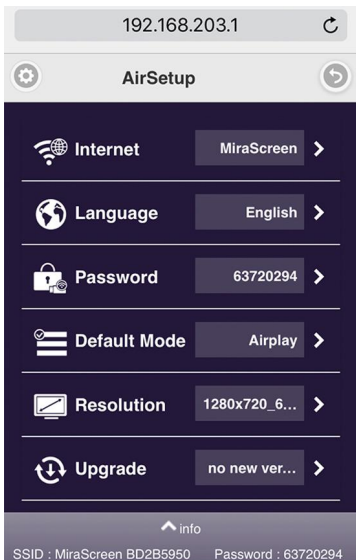 192.168.203.1
AirSetup
Internet MiraScreen
Language English
Password 63720294
Default Mode Airplay
Resolution 1280x720_6...
Upgrade no new ver...
info
SSID : MiraScreen BD2B5950 Password : 63720294